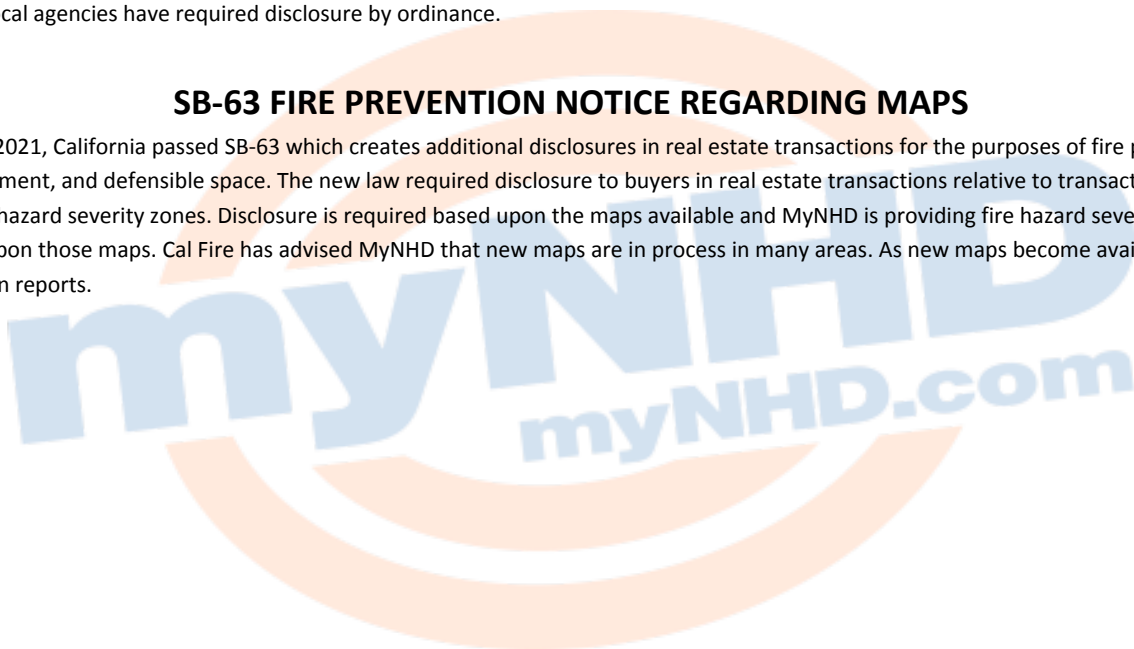 ocal agencies have required disclosure by ordinance.
SB-63 FIRE PREVENTION NOTICE REGARDING MAPS
2021, California passed SB-63 which creates additional disclosures in real estate transactions for the purposes of fire p
ment, and defensible space. The new law required disclosure to buyers in real estate transactions relative to transact
hazard severity zones. Disclosure is required based upon the maps available and MyNHD is providing fire hazard seve
pon those maps. Cal Fire has advised MyNHD that new maps are in process in many areas. As new maps become avai
n reports.
myNHD
myNHD.com